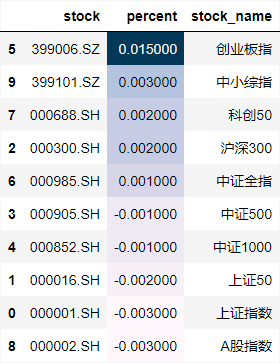 stock percent stock_name
5 399006.SZ 0.015000 创业板指
9 399101.SZ 0.003000 中小综指
7 000688.SH 0.002000 科创50
2 000300.SH 0.002000 沪深300
6 000985.SH 0.001000 中证全指
3 000905.SH -0.001000 中证500
4 000852.SH -0.001000 中证1000
1 000016.SH -0.002000 上证50
0 000001.SH -0.003000 上证指数
8 000002.SH -0.003000 A股指数